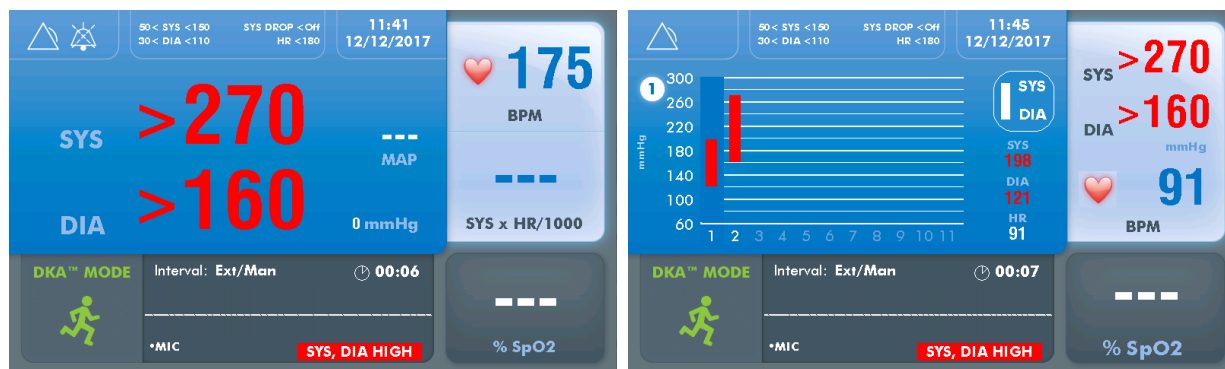 50< SYS <150 SYS DROP <Off 11:41
30< DIA <110 HR <180 12/12/2017
SYS >270 ---
MAP
DIA >160 0 mmHg
175
BPM
---
SYS x HR/1000
DKA™ MODE Interval: Ext/Man 00:06
•MIC SYS, DIA HIGH
---
% SpO2
50< SYS <150 SYS DROP <Off 11:45
30< DIA <110 HR <180 12/12/2017
1
mmHg
300
260
220
180
140
100
60
1 2 3 4 5 6 7 8 9 10 11
SYS
DIA
SYS
198
DIA
121
HR
91
SYS >270
DIA >160
mmHg
91
BPM
DKA™ MODE Interval: Ext/Man 00:07
•MIC SYS, DIA HIGH
---
% SpO2